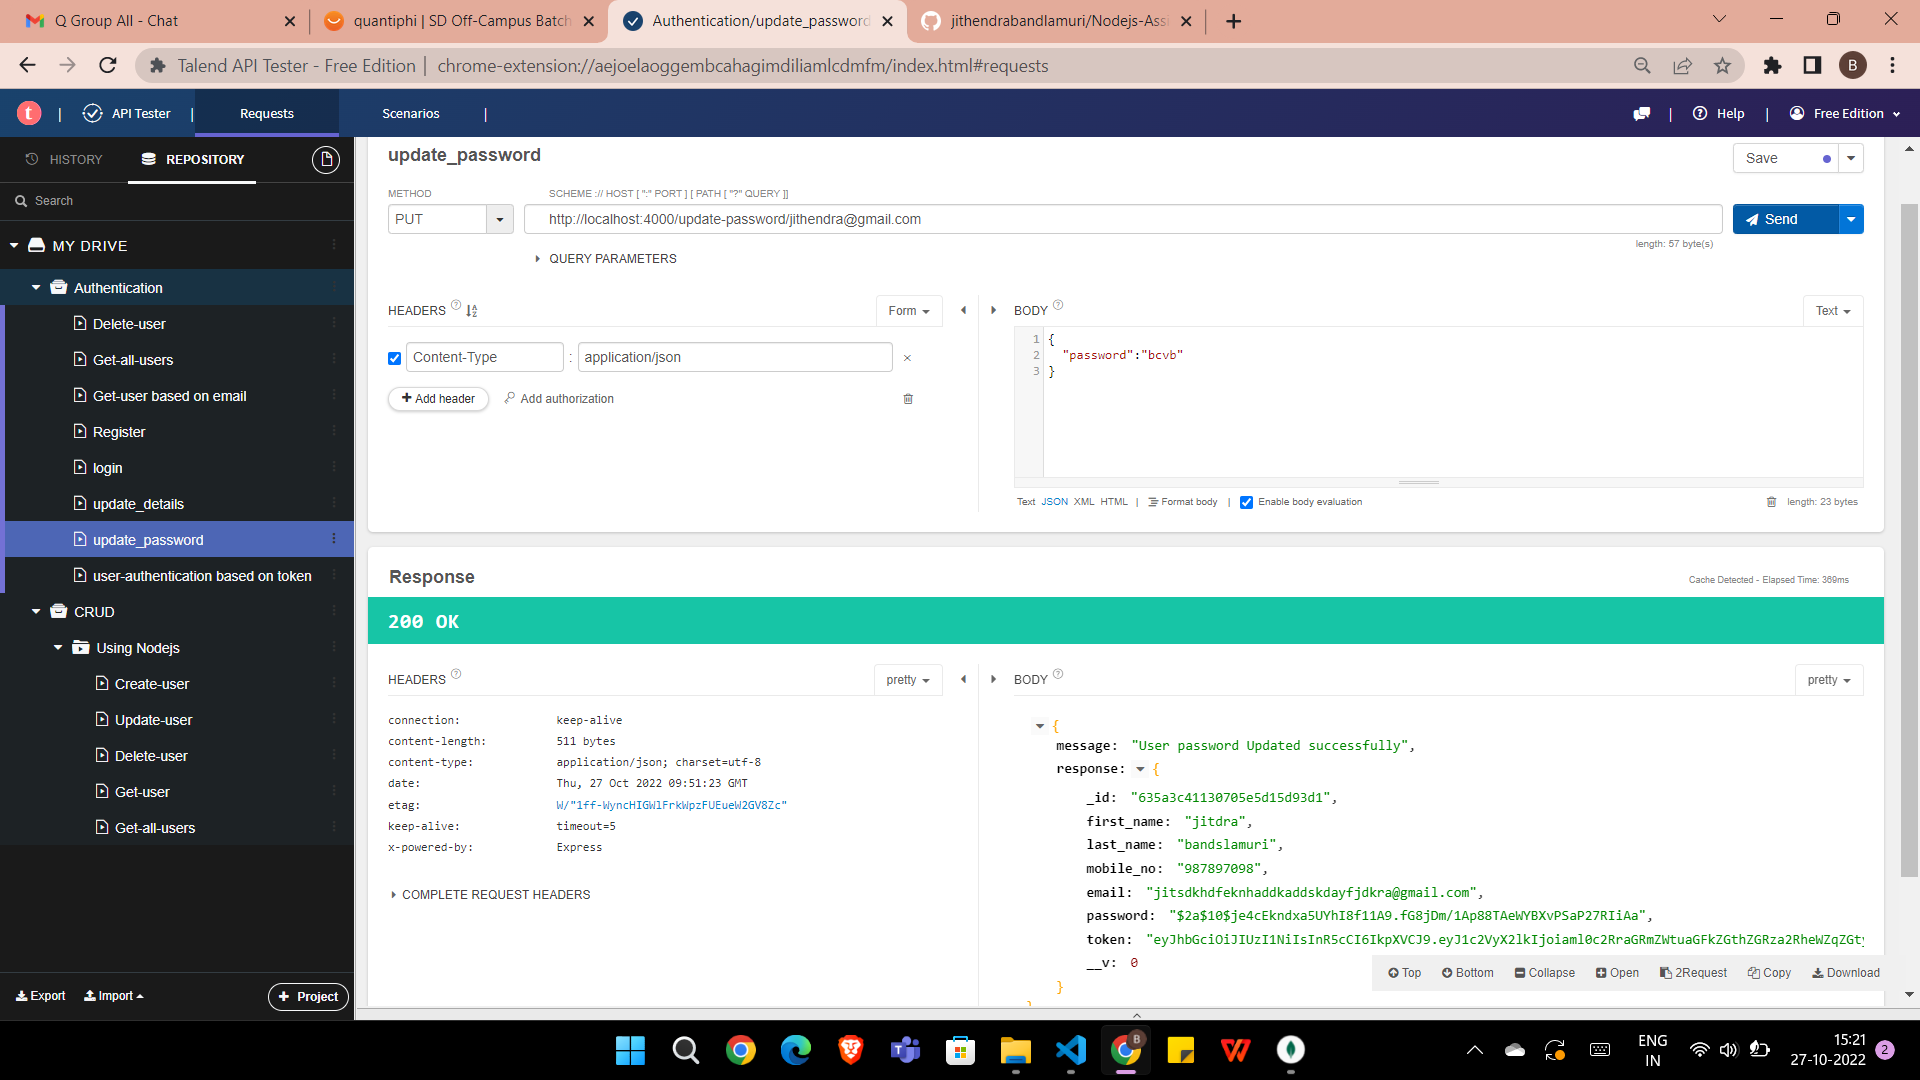 Q Group All - Chat
quantiphi | SD Off-Campus Batch
Authentication/update_password
jithendrabandlamuri/Nodejs-Assi
Talend API Tester - Free Edition | chrome-extension://aejoelaoggembcahagimdiliamlcdmfm/index.html#requests
B
t | API Tester | Requests Scenarios | | Help | Free Edition
HISTORY REPOSITORY
Search
MY DRIVE
Authentication
Delete-user
Get-all-users
Get-user based on email
Register
login
update_details
update_password
user-authentication based on token
CRUD
Using Nodejs
Create-user
Update-user
Delete-user
Get-user
Get-all-users
Export Import + Project
update_password
Save
METHOD SCHEME :// HOST [ ":" PORT ] [ PATH [ "?" QUERY ]]
PUT http://localhost:4000/update-password/jithendra@gmail.com Send
length: 57 byte(s)
QUERY PARAMETERS
HEADERS ? Form
Content-Type : application/json ×
+ Add header Add authorization
BODY ? Text
1 {
2 "password":"bcvb"
3 }
Text JSON XML HTML | Format body | Enable body evaluation length: 23 bytes
Response
Cache Detected - Elapsed Time: 369ms
200 OK
HEADERS ? pretty
connection: keep-alive
content-length: 511 bytes
content-type: application/json; charset=utf-8
date: Thu, 27 Oct 2022 09:51:23 GMT
etag: W/"1ff-WyncHIGWlFrkWpzFUEueW2GV8Zc"
keep-alive: timeout=5
x-powered-by: Express
COMPLETE REQUEST HEADERS
BODY ? pretty
{
message: "User password Updated successfully",
response: {
_id: "635a3c41130705e5d15d93d1",
first_name: "jitdra",
last_name: "bandslamuri",
mobile_no: "987897098",
email: "jitsdkhdfeknhaddkaddskdayfjdkra@gmail.com",
password: "$2a$10$je4cEkndxa5UYhI8f11A9.fG8jDm/1Ap88TAeWYBXvPSaP27RIiAa",
token: "eyJhbGciOiJIUzI1NiIsInR5cCI6IkpXVCJ9.eyJ1c2VyX2lkIjoiaml0c2RraGRmZWtuaGFkZGthZGRza2RheWZqZGt
__v: 0
}
Top Bottom Collapse Open 2Request Copy Download
B
ENG
IN
15:21
27-10-2022
2